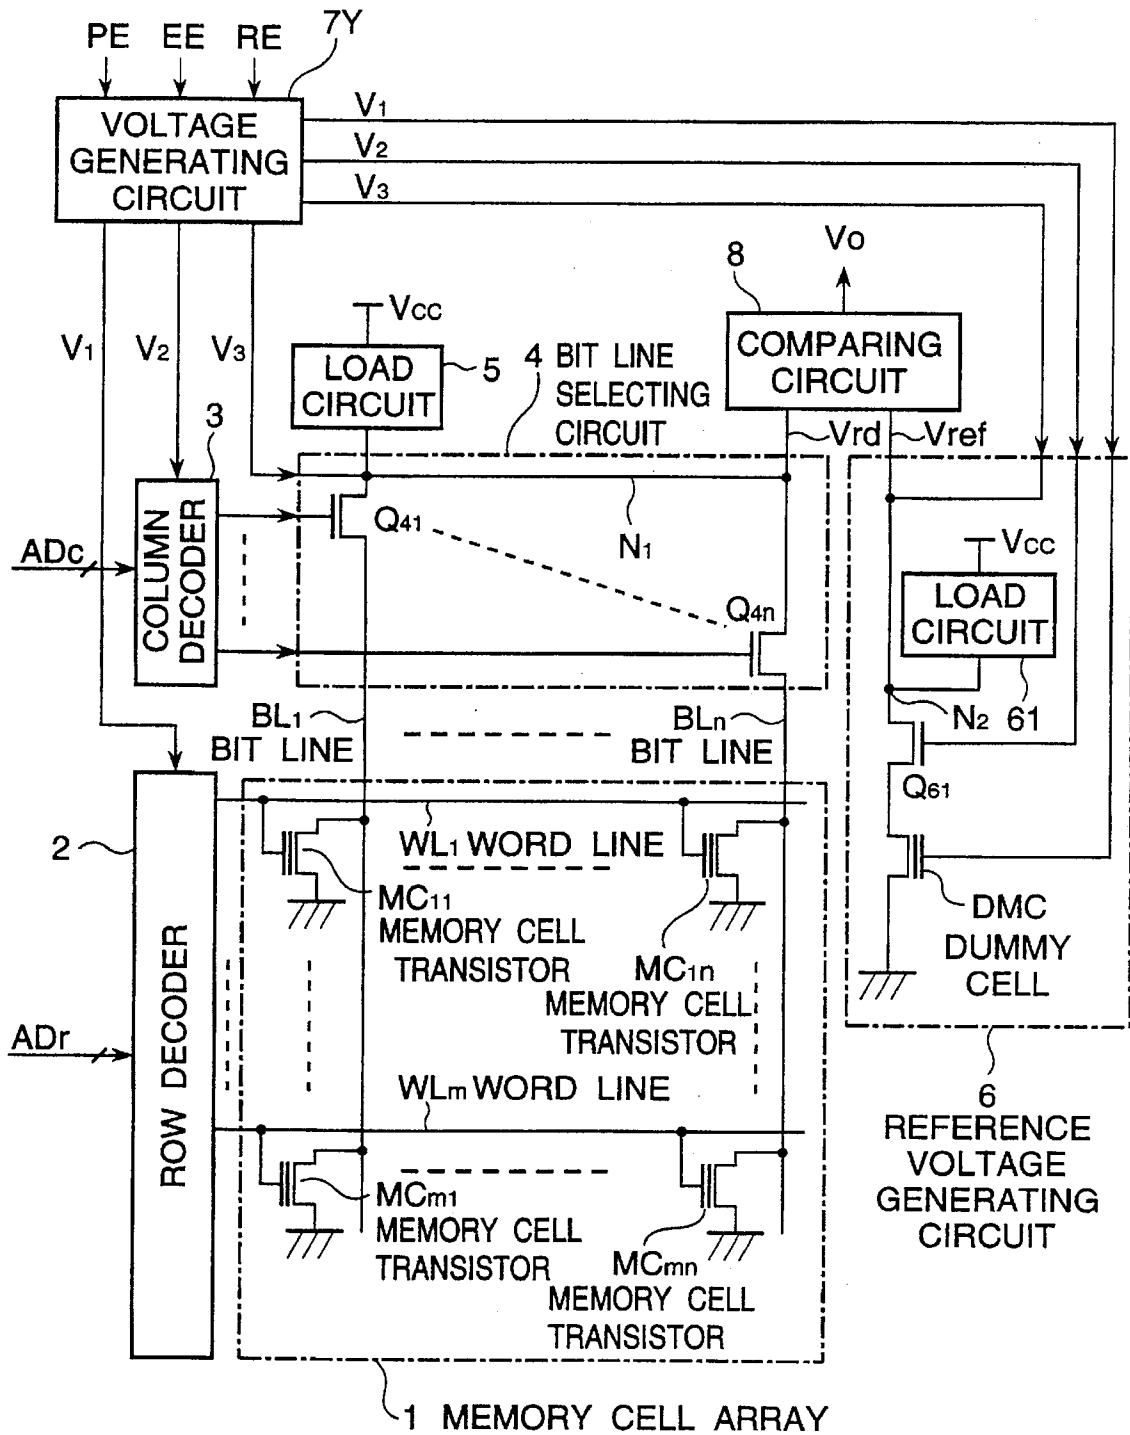 PE EE RE 7Y
VOLTAGE
GENERATING
CIRCUIT
V1
V2
V3
V1 V2 V3
Vo
8
COMPARING
CIRCUIT
Vcc
LOAD
CIRCUIT
5
4 BIT LINE
SELECTING
CIRCUIT
Vrd Vref
3
COLUMN
DECODER
ADc
Q41
N1
Q4n
Vcc
LOAD
CIRCUIT
N2 61
Q61
BL1
BIT LINE
BLn
BIT LINE
2
ROW DECODER
ADr
WL1 WORD LINE
MC11
MEMORY CELL
TRANSISTOR
MC1n
MEMORY CELL
TRANSISTOR
DMC
DUMMY
CELL
WLm WORD LINE
MCm1
MEMORY CELL
TRANSISTOR
MCmn
MEMORY CELL
TRANSISTOR
6
REFERENCE
VOLTAGE
GENERATING
CIRCUIT
1 MEMORY CELL ARRAY